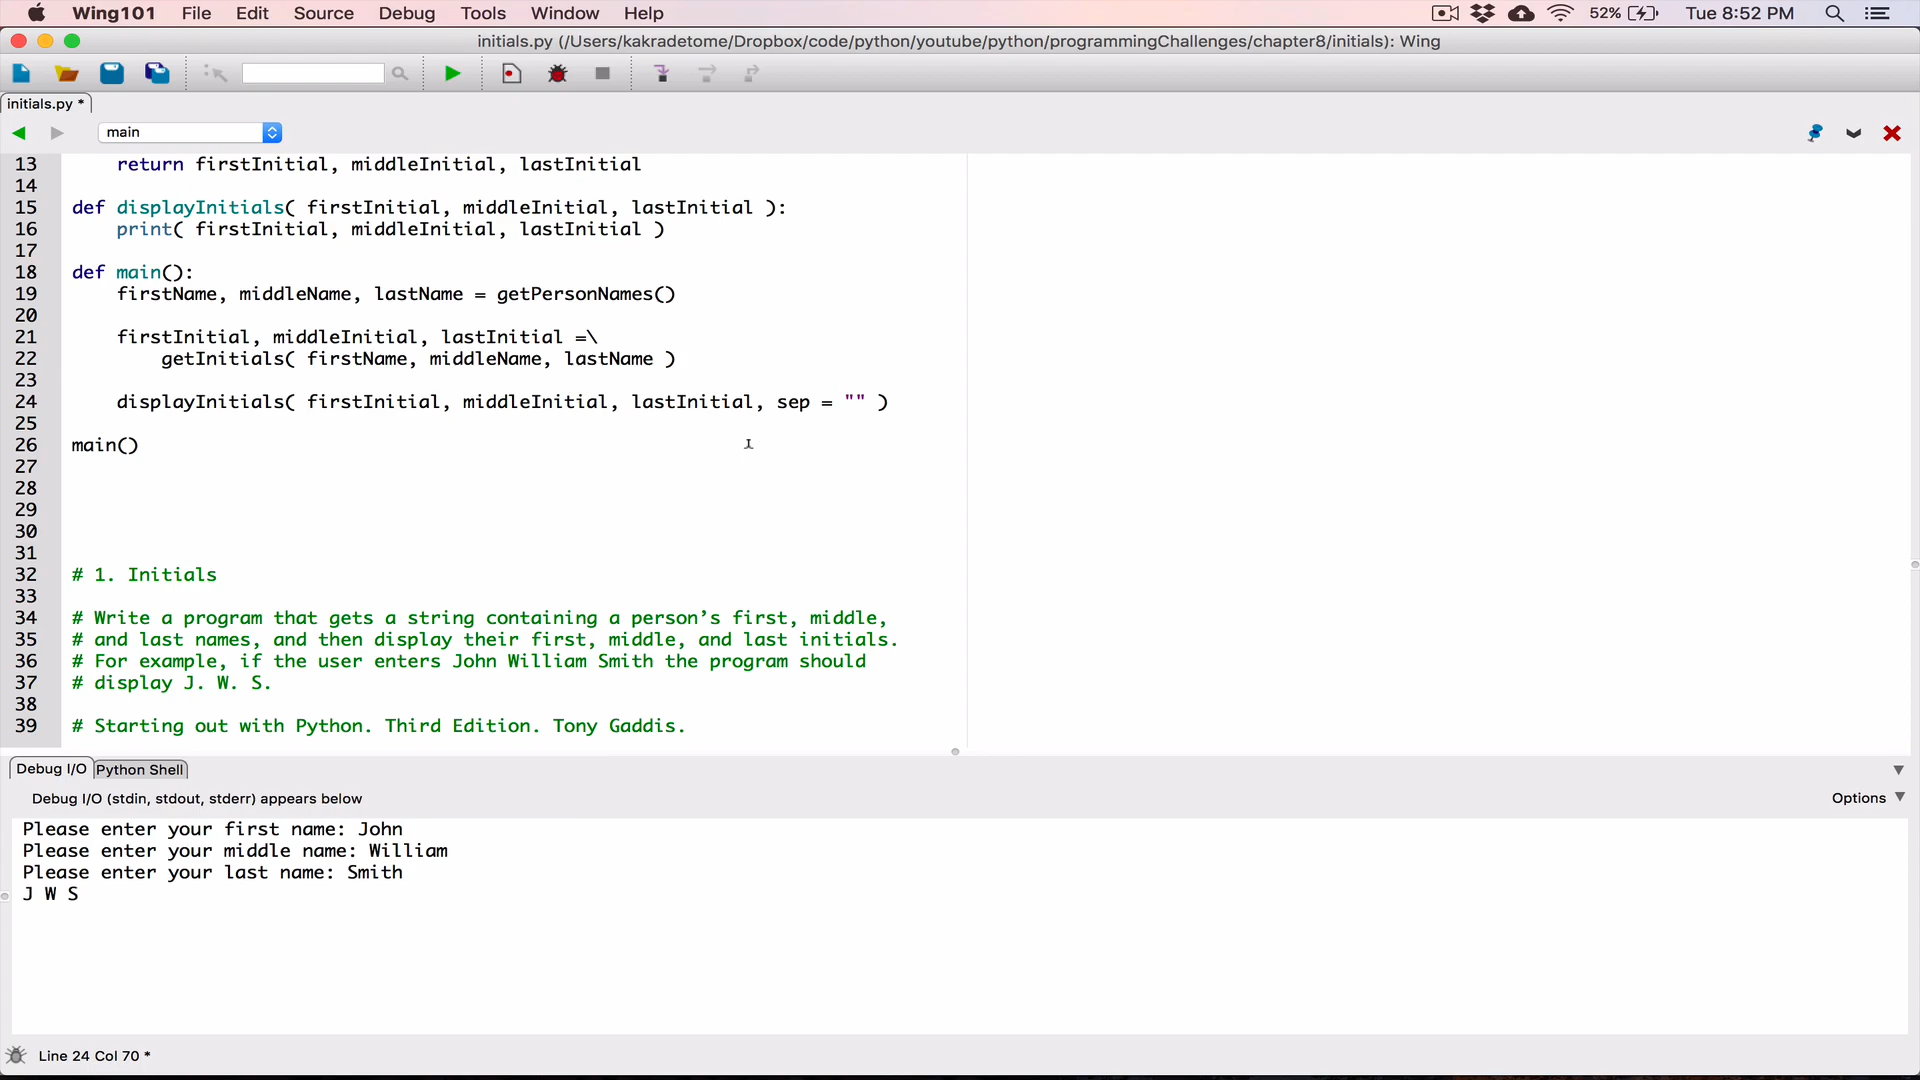 Wing101 File Edit Source Debug Tools Window Help 52% Tue 8:52 PM
initials.py (/Users/kakradetome/Dropbox/code/python/youtube/python/programmingChallenges/chapter8/initials): Wing
initials.py *
main
13 return firstInitial, middleInitial, lastInitial
14
15 def displayInitials( firstInitial, middleInitial, lastInitial ):
16 print( firstInitial, middleInitial, lastInitial )
17
18 def main():
19 firstName, middleName, lastName = getPersonNames()
20
21 firstInitial, middleInitial, lastInitial =\
22 getInitials( firstName, middleName, lastName )
23
24 displayInitials( firstInitial, middleInitial, lastInitial, sep = "" )
25
26 main()
27
28
29
30
31
32 # 1. Initials
33
34 # Write a program that gets a string containing a person’s first, middle,
35 # and last names, and then display their first, middle, and last initials.
36 # For example, if the user enters John William Smith the program should
37 # display J. W. S.
38
39 # Starting out with Python. Third Edition. Tony Gaddis.
Debug I/O Python Shell
Debug I/O (stdin, stdout, stderr) appears below Options
Please enter your first name: John
Please enter your middle name: William
Please enter your last name: Smith
J W S
Line 24 Col 70 *